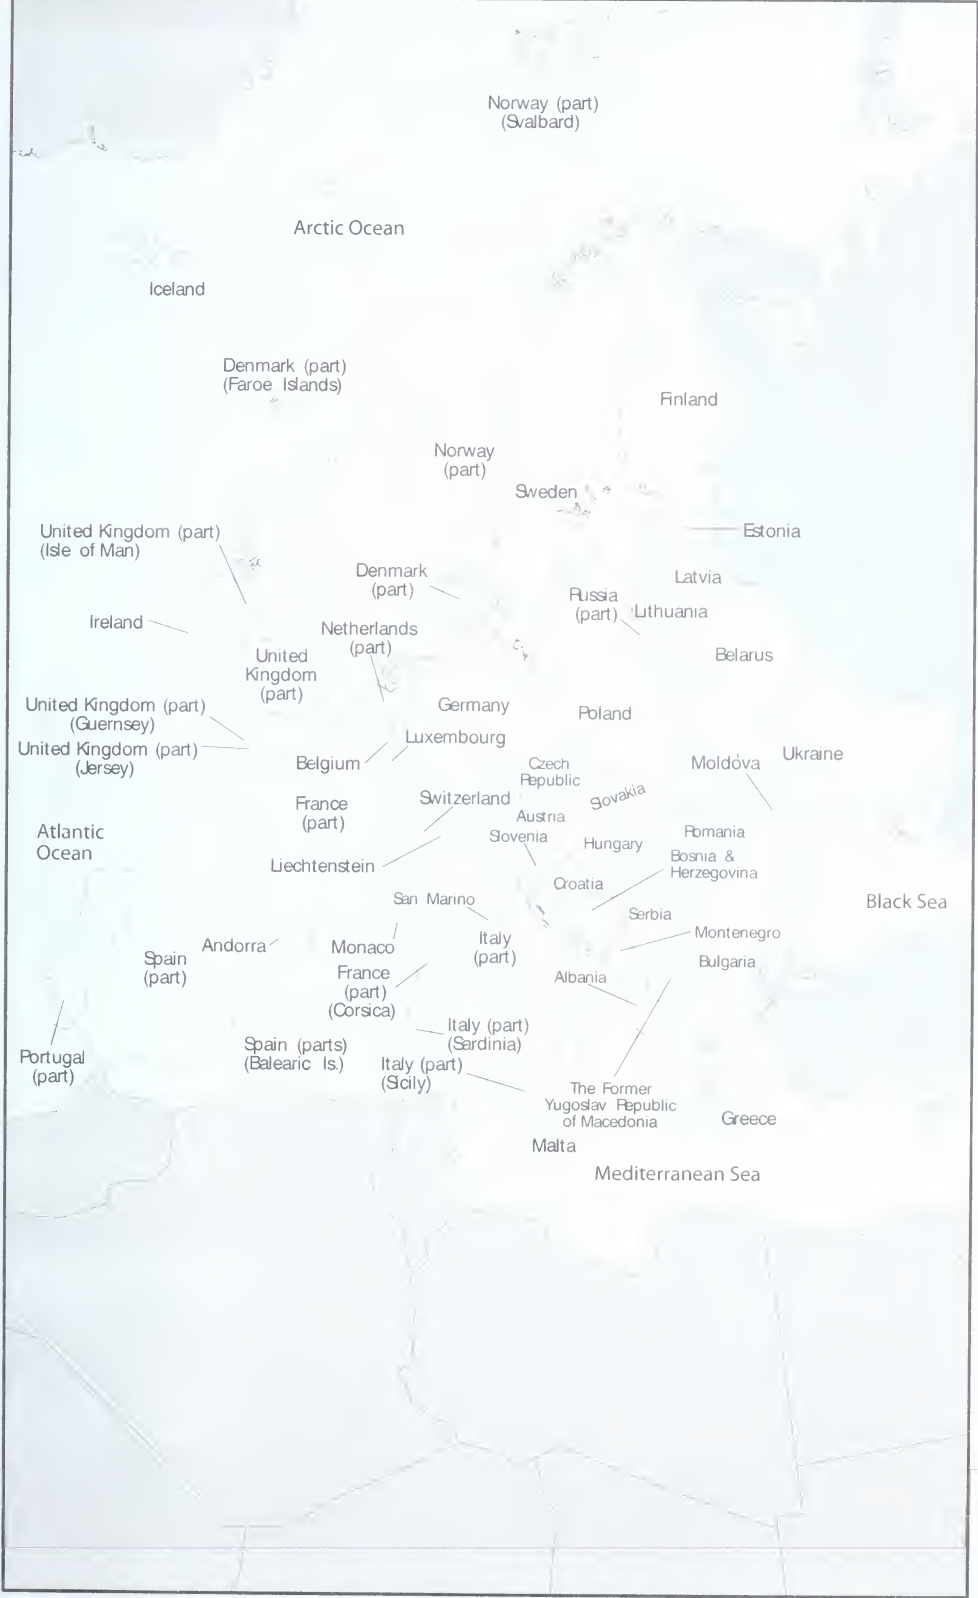 Norway (part)
(Svalbard)
Arctic Ocean
Iceland
Denmark (part)
(Faroe Islands)
Finland
Norway
(part)
Sweden
United Kingdom (part)
(Isle of Man)
Estonia
Denmark
(part)
Latvia
Russia
(part)
Lithuania
Ireland
Netherlands
(part)
United
Kingdom
(part)
Belarus
United Kingdom (part)
(Guernsey)
Germany
Poland
United Kingdom (part)
(Jersey)
Luxembourg
Belgium
Czech
Republic
Moldova
Ukraine
France
(part)
Switzerland
Slovakia
Austria
Atlantic
Ocean
Slovenia
Hungary
Romania
Liechtenstein
Bosnia &
Herzegovina
Croatia
San Marino
Black Sea
Serbia
Andorra
Monaco
Italy
(part)
Montenegro
Spain
(part)
Bulgaria
France
(part)
(Corsica)
Albania
Italy (part)
(Sardinia)
Portugal
(part)
Spain (parts)
(Balearic Is.)
Italy (part)
(Sicily)
The Former
Yugoslav Republic
of Macedonia
Greece
Malta
Mediterranean Sea